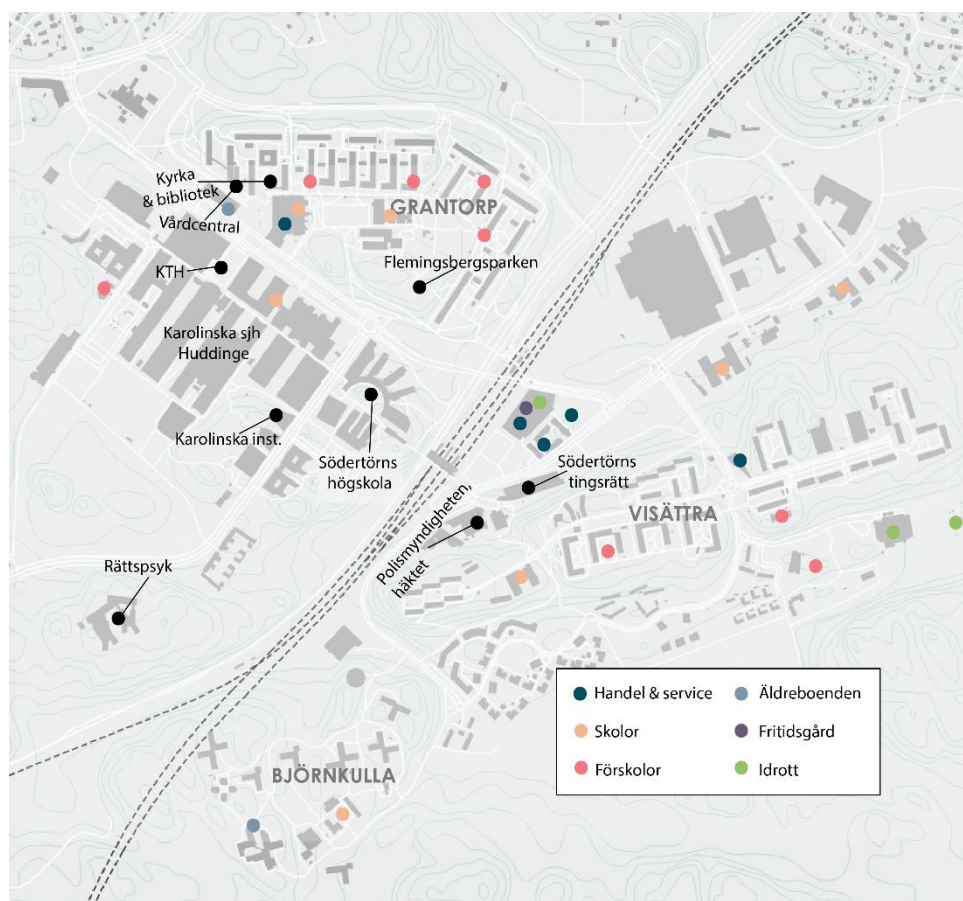 Kyrka
& bibliotek
Vårdcentral
GRANTORP
KTH
Flemingsbergsparken
Karolinska sjh
Huddinge
Karolinska inst.
Södertörns
högskola
Södertörns
tingsrätt
VISÄTTRA
Polismyndigheten,
häktet
Rättspsyk
BJÖRNKULLA
Handel & service
Äldreboenden
Skolor
Fritidsgård
Förskolor
Idrott